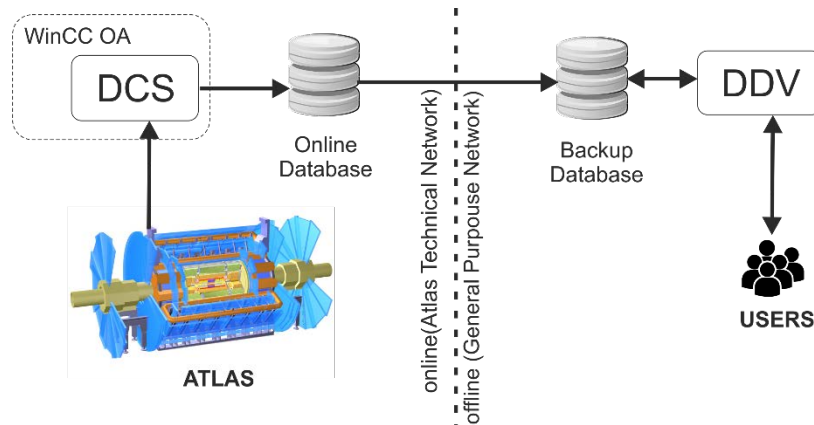 WinCC OA
DCS
Online
Database
online(Atlas Technical Network)
offline (General Purpouse Network)
Backup
Database
DDV
ATLAS
USERS